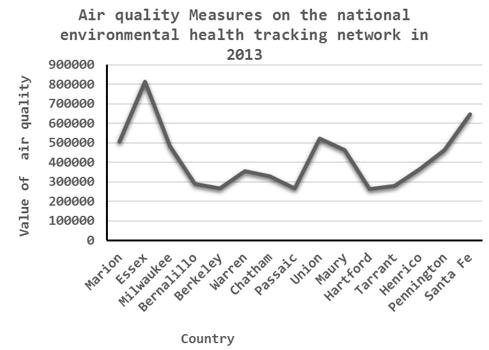 Air quality Measures on the national
environmental health tracking network in
2013
Value of air quality
900000
800000
700000
600000
500000
400000
300000
200000
100000
0
Marion
Essex
Milwaukee
Bernalillo
Berkeley
Warren
Chatham
Passaic
Union
Maury
Hartford
Tarrant
Henrico
Pennington
Santa Fe
Country